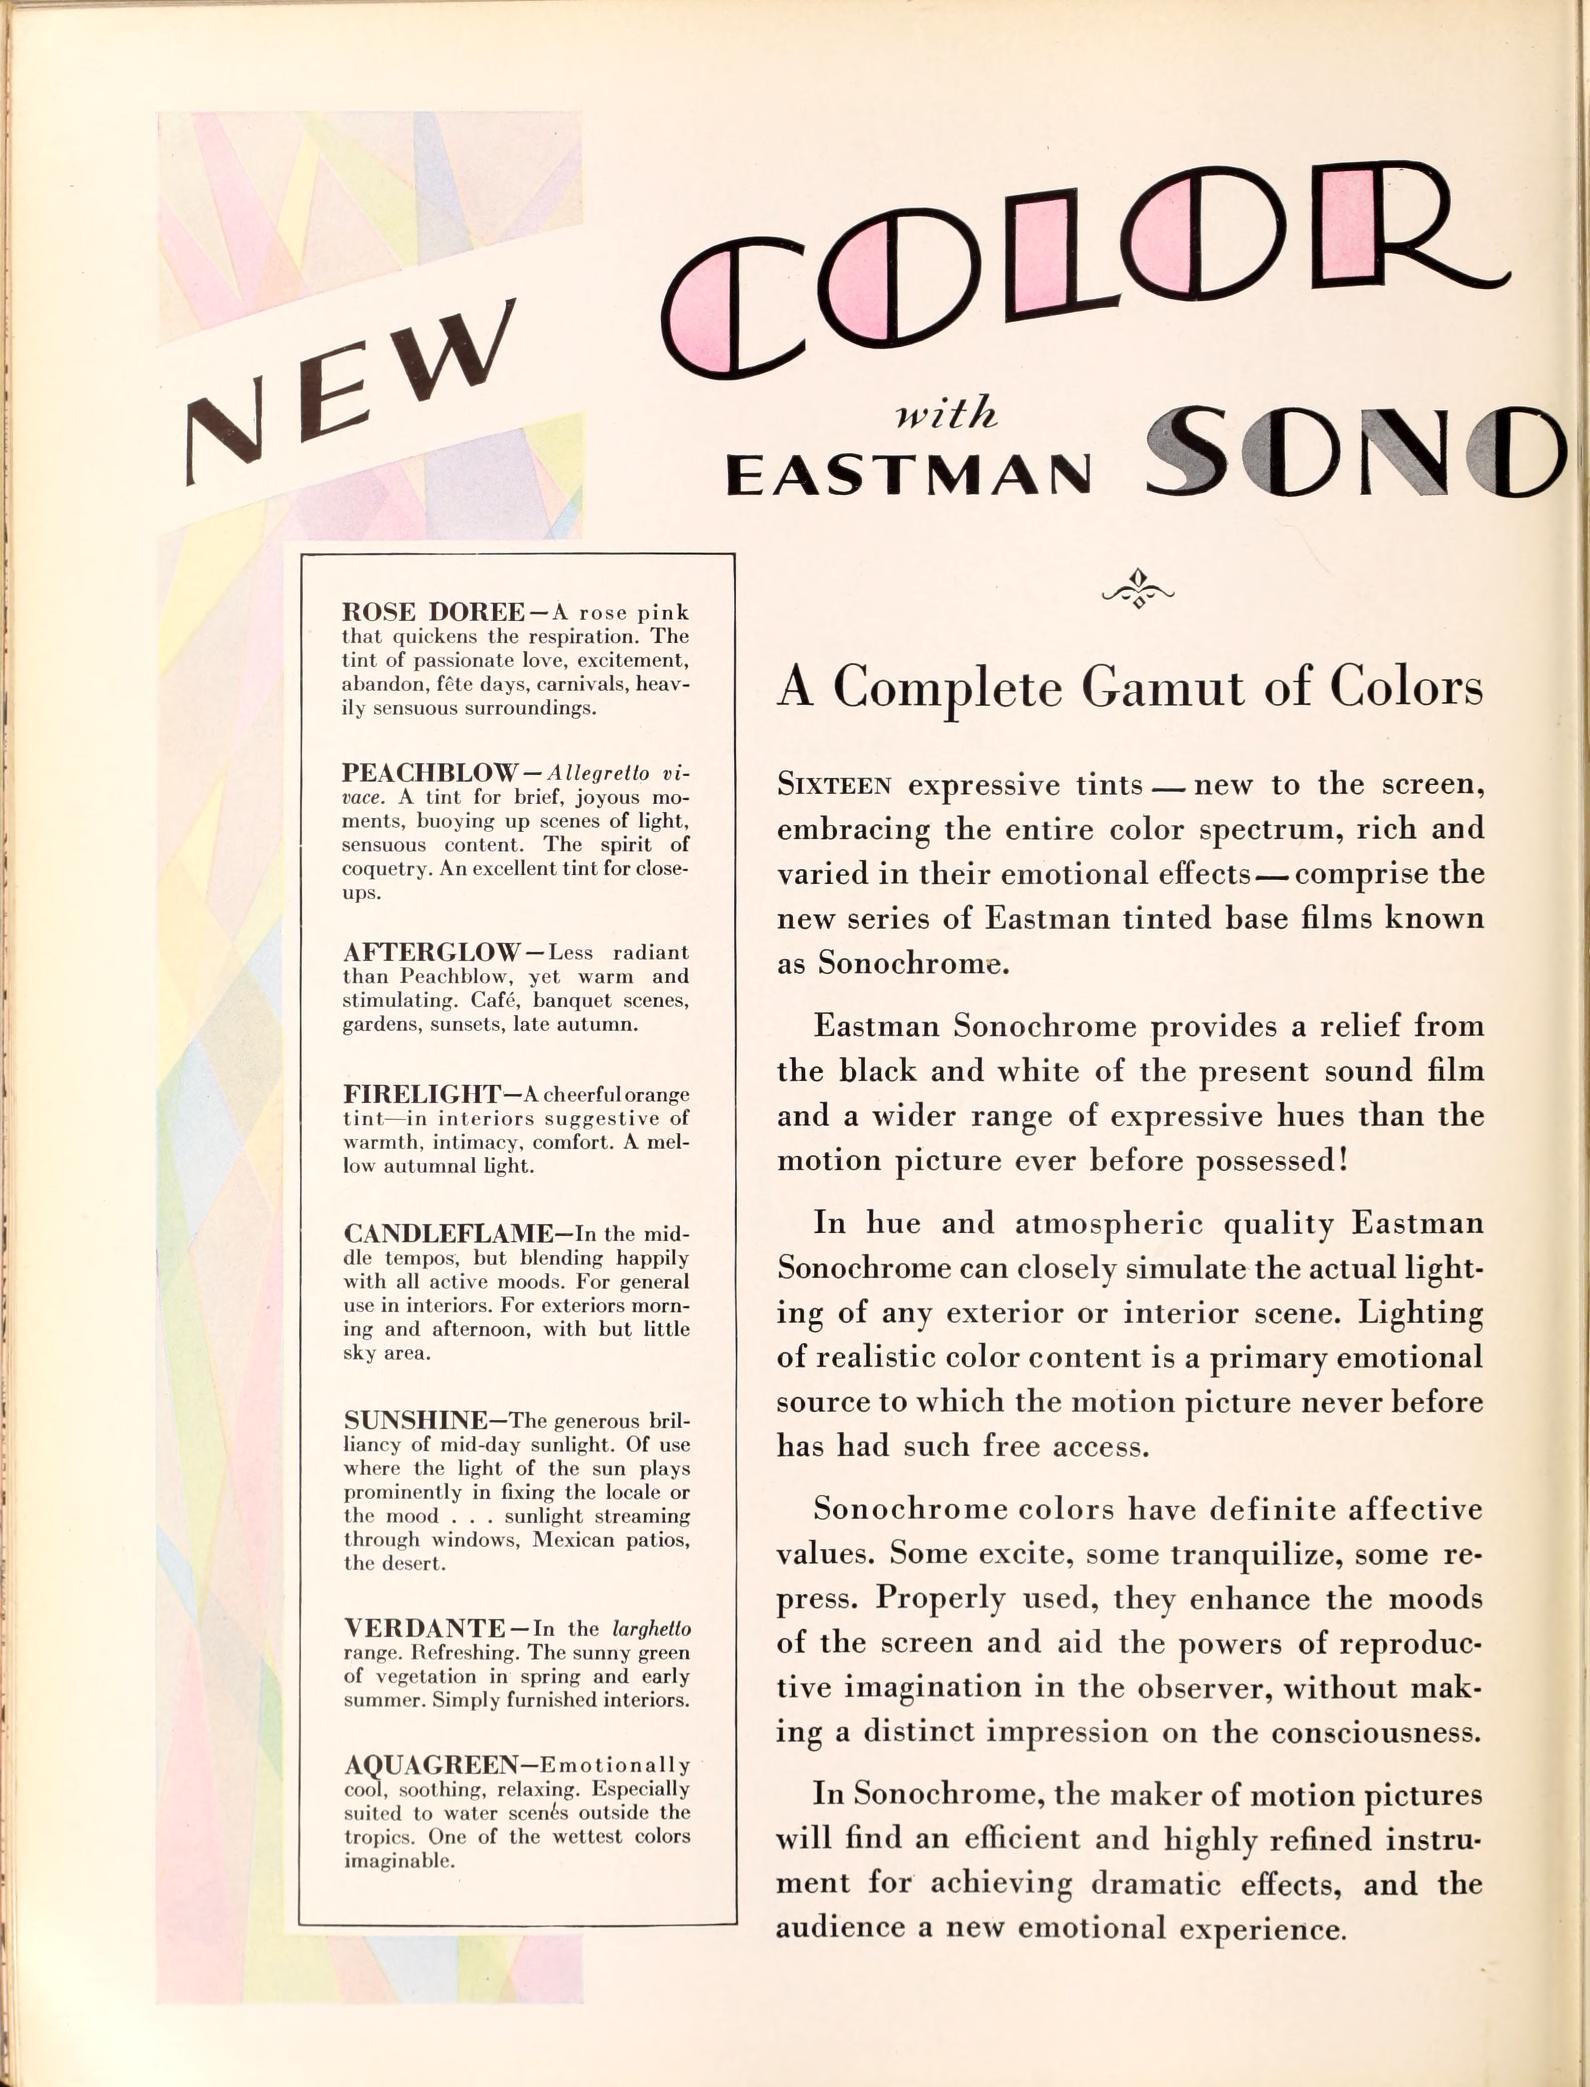 NEW
COLOR
with
EASTMAN SONO
ROSE DOREE—A rose pink
that quickens the respiration. The
tint of passionate love, excitement,
abandon, fête days, carnivals, heav-
ily sensuous surroundings.
PEACHBLOW—Allegretto vi-
vace. A tint for brief, joyous mo-
ments, buoying up scenes of light,
sensuous content. The spirit of
coquetry. An excellent tint for close-
ups.
AFTERGLOW—Less radiant
than Peachblow, yet warm and
stimulating. Café, banquet scenes,
gardens, sunsets, late autumn.
FIRELIGHT—A cheerful orange
tint—in interiors suggestive of
warmth, intimacy, comfort. A mel-
low autumnal light.
CANDLEFLAME—In the mid-
dle tempos, but blending happily
with all active moods. For general
use in interiors. For exteriors morn-
ing and afternoon, with but little
sky area.
SUNSHINE—The generous bril-
liancy of mid-day sunlight. Of use
where the light of the sun plays
prominently in fixing the locale or
the mood . . . sunlight streaming
through windows, Mexican patios,
the desert.
VERDANTE—In the larghetto
range. Refreshing. The sunny green
of vegetation in spring and early
summer. Simply furnished interiors.
AQUAGREEN—Emotionally
cool, soothing, relaxing. Especially
suited to water scenes outside the
tropics. One of the wettest colors
imaginable.
A Complete Gamut of Colors
SIXTEEN expressive tints — new to the screen,
embracing the entire color spectrum, rich and
varied in their emotional effects — comprise the
new series of Eastman tinted base films known
as Sonochrome.
Eastman Sonochrome provides a relief from
the black and white of the present sound film
and a wider range of expressive hues than the
motion picture ever before possessed!
In hue and atmospheric quality Eastman
Sonochrome can closely simulate the actual light-
ing of any exterior or interior scene. Lighting
of realistic color content is a primary emotional
source to which the motion picture never before
has had such free access.
Sonochrome colors have definite affective
values. Some excite, some tranquilize, some re-
press. Properly used, they enhance the moods
of the screen and aid the powers of reproduc-
tive imagination in the observer, without mak-
ing a distinct impression on the consciousness.
In Sonochrome, the maker of motion pictures
will find an efficient and highly refined instru-
ment for achieving dramatic effects, and the
audience a new emotional experience.